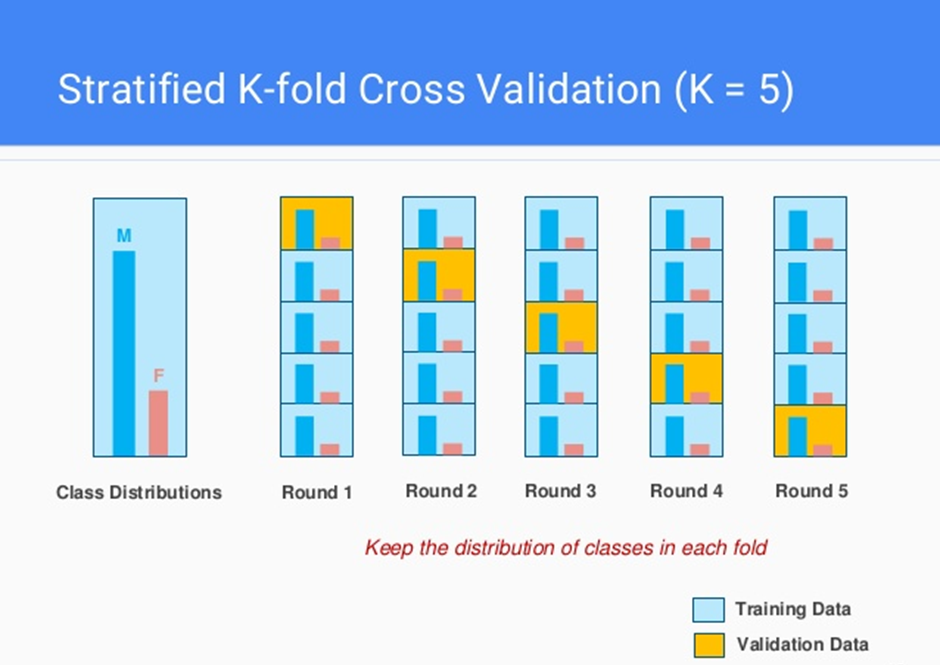 Stratified K-fold Cross Validation (K = 5)
M
F
Class Distributions
Round 1
Round 2
Round 3
Round 4
Round 5
Keep the distribution of classes in each fold
Training Data
Validation Data